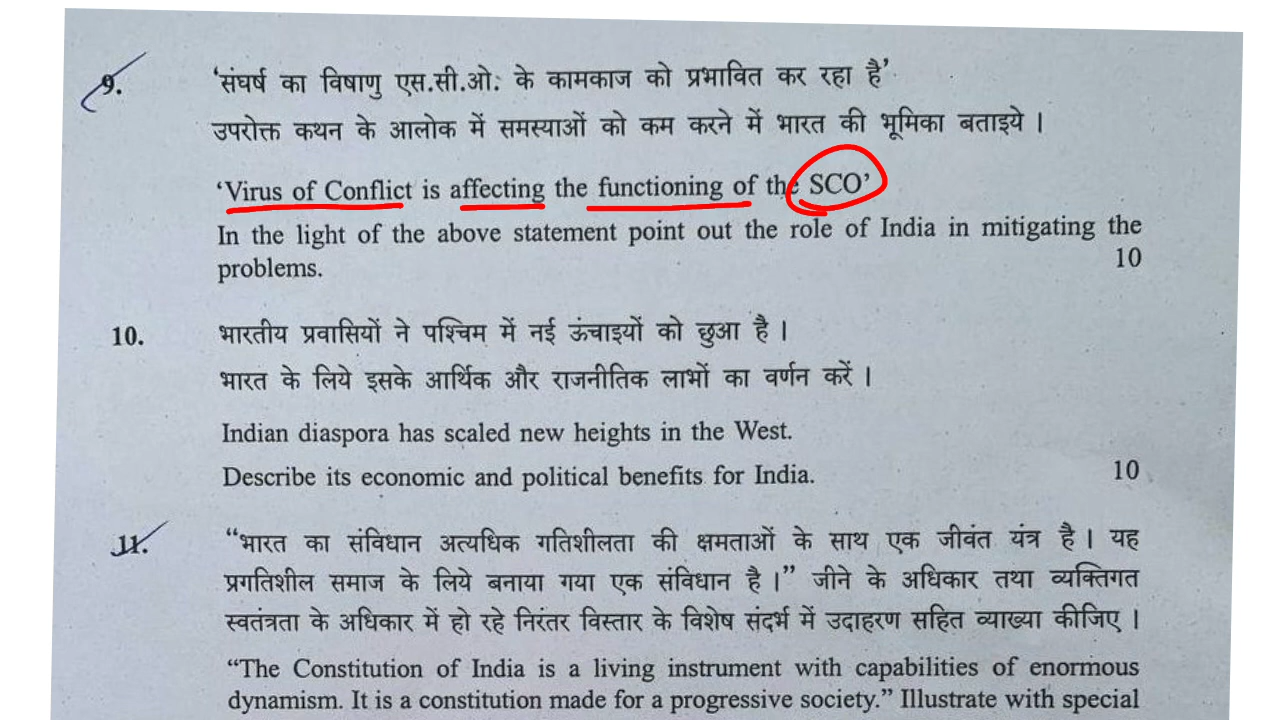 9.
‘संघर्ष का विषाणु एस.सी.ओ. के कामकाज को प्रभावित कर रहा है’
उपरोक्त कथन के आलोक में समस्याओं को कम करने में भारत की भूमिका बताइये ।
‘Virus of Conflict is affecting the functioning of the SCO’
In the light of the above statement point out the role of India in mitigating the
problems. 10
10. भारतीय प्रवासियों ने पश्चिम में नई ऊंचाइयों को छुआ है ।
भारत के लिये इसके आर्थिक और राजनीतिक लाभों का वर्णन करें ।
Indian diaspora has scaled new heights in the West.
Describe its economic and political benefits for India. 10
11. “भारत का संविधान अत्यधिक गतिशीलता की क्षमताओं के साथ एक जीवंत यंत्र है । यह
प्रगतिशील समाज के लिये बनाया गया एक संविधान है ।” जीने के अधिकार तथा व्यक्तिगत
स्वतंत्रता के अधिकार में हो रहे निरंतर विस्तार के विशेष संदर्भ में उदाहरण सहित व्याख्या कीजिए ।
“The Constitution of India is a living instrument with capabilities of enormous
dynamism. It is a constitution made for a progressive society.” Illustrate with special